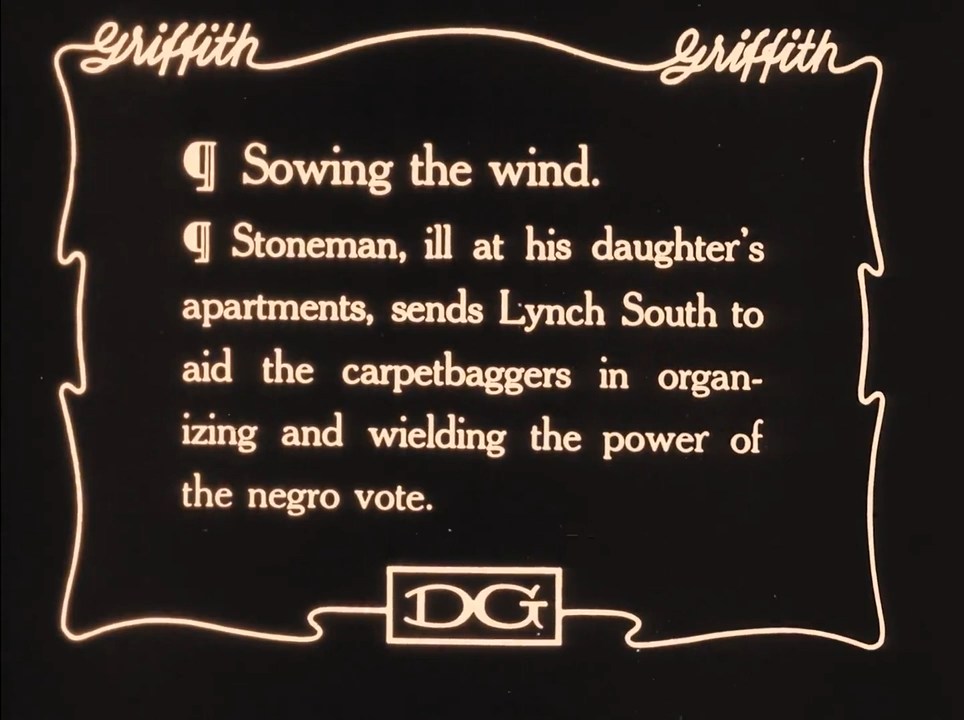 Griffith Griffith
¶ Sowing the wind.
¶ Stoneman, ill at his daughter's
apartments, sends Lynch South to
aid the carpetbaggers in organ-
izing and wielding the power of
the negro vote.
DG